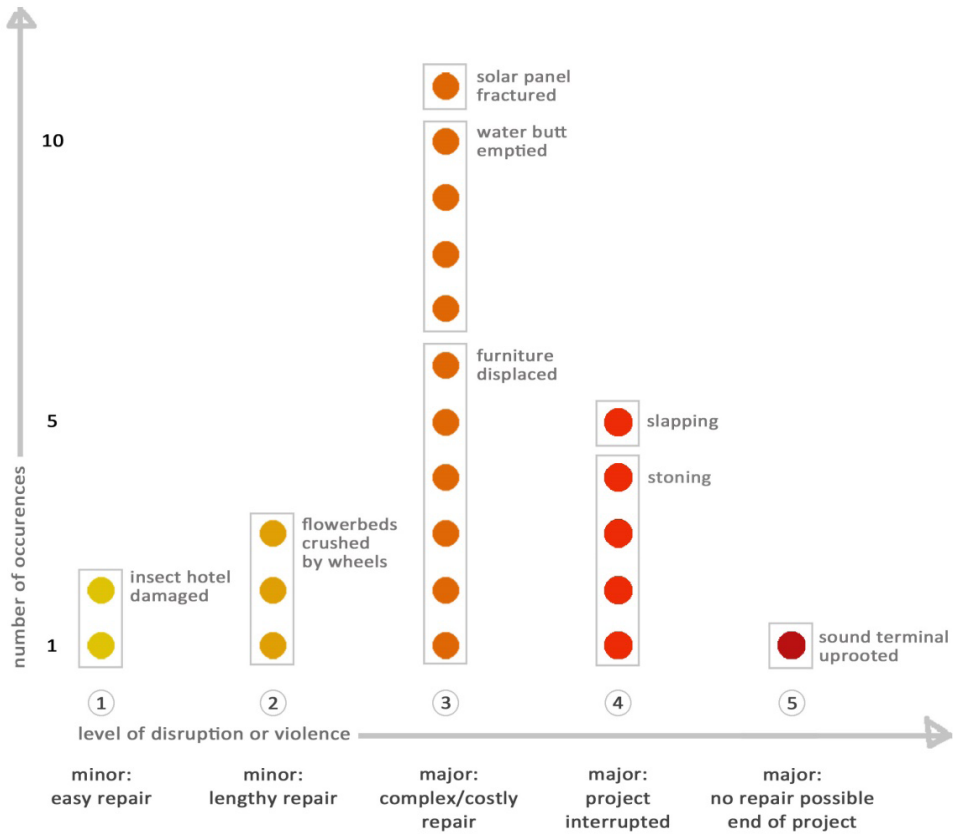 solar panel
fractured
10
water butt
emptied
furniture
displaced
5
slapping
stoning
number of occurences
flowerbeds
crushed
by wheels
insect hotel
damaged
1
sound terminal
uprooted
1
2
3
4
5
level of disruption or violence
minor:
easy repair
minor:
lengthy repair
major:
complex/costly
repair
major:
project
interrupted
major:
no repair possible
end of project